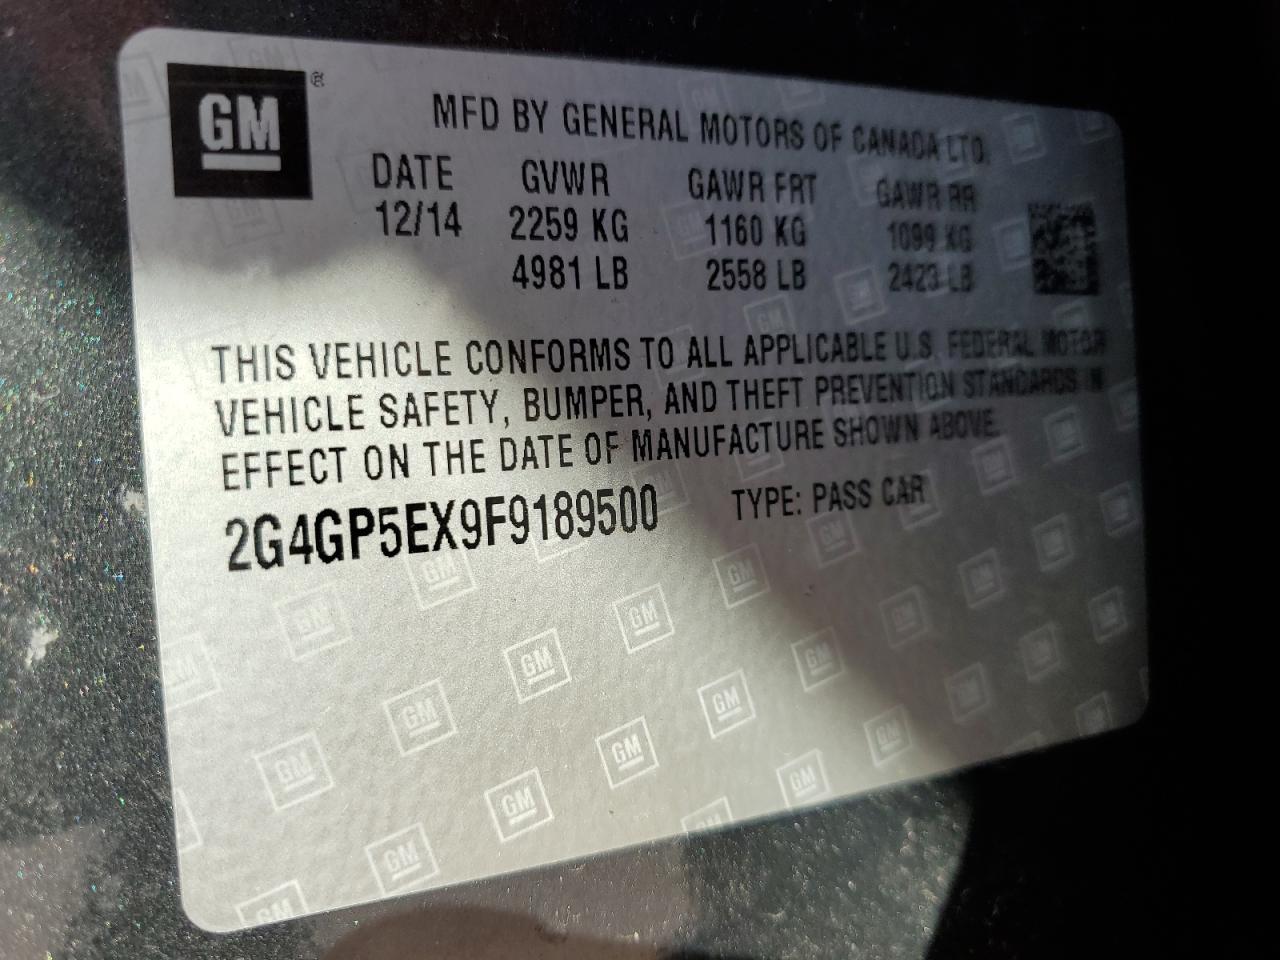 GM ®
MFD BY GENERAL MOTORS OF CANADA LTD.
DATE GVWR GAWR FRT GAWR RR
12/14 2259 KG 1160 KG 1099 KG
4981 LB 2558 LB 2423 LB
THIS VEHICLE CONFORMS TO ALL APPLICABLE U.S. FEDERAL MOTOR
VEHICLE SAFETY, BUMPER, AND THEFT PREVENTION STANDARDS IN
EFFECT ON THE DATE OF MANUFACTURE SHOWN ABOVE.
2G4GP5EX9F9189500 TYPE: PASS CAR